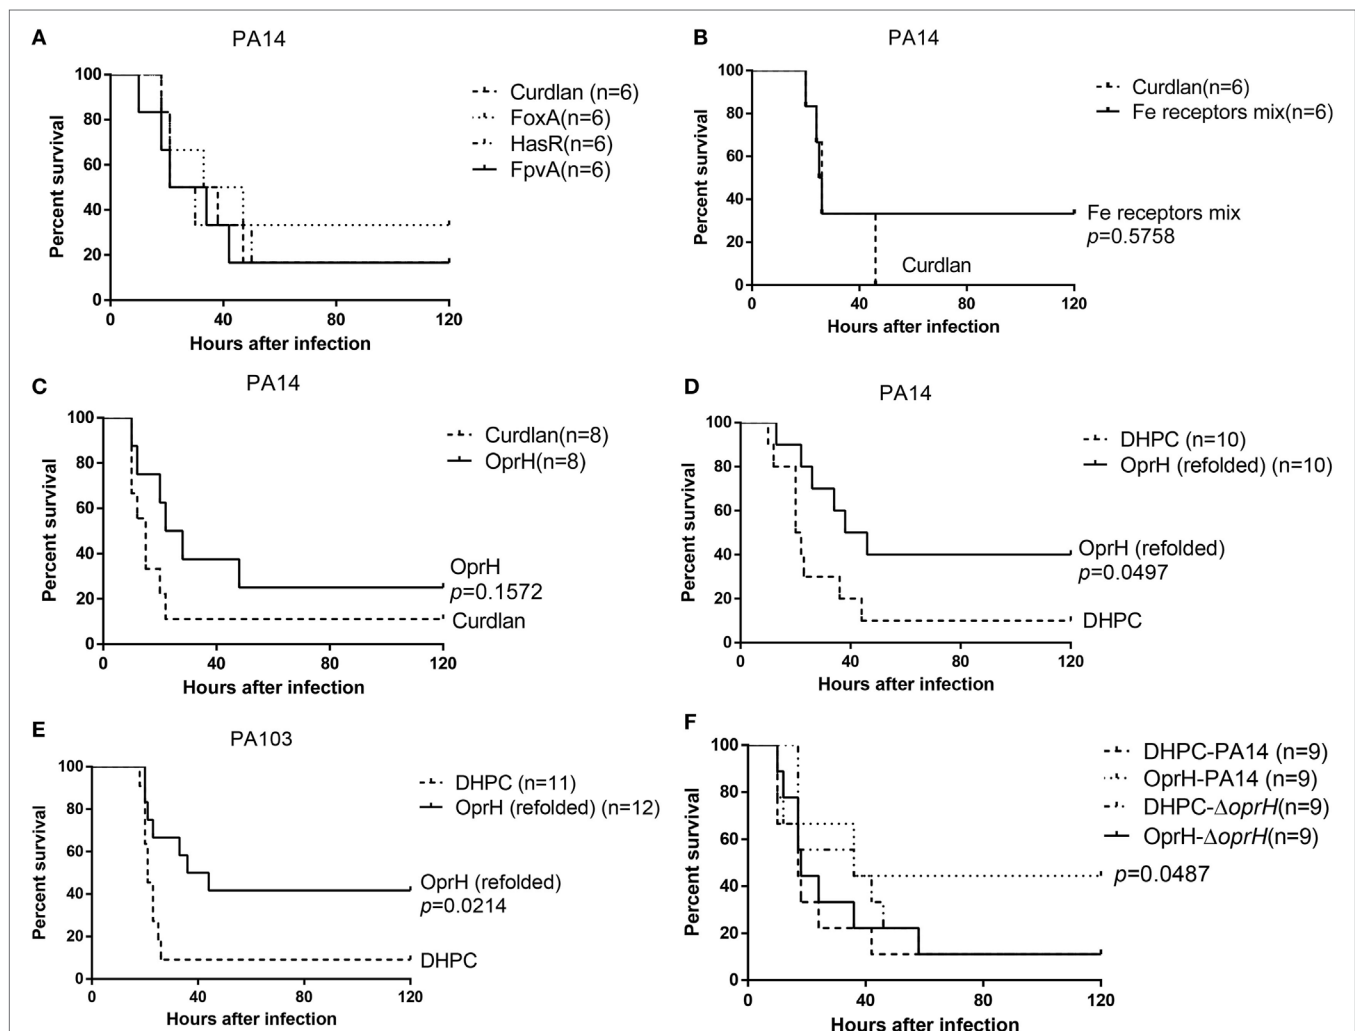 A
PA14
100
80
60
40
20
0
0 40 80 120
Percent survival
Hours after infection
Curdlan (n=6)
FoxA(n=6)
HasR(n=6)
FpvA(n=6)
B
PA14
100
80
60
40
20
0
0 40 80 120
Percent survival
Hours after infection
Curdlan(n=6)
Fe receptors mix(n=6)
Fe receptors mix
p=0.5758
Curdlan
C
PA14
100
80
60
40
20
0
0 40 80 120
Percent survival
Hours after infection
Curdlan(n=8)
OprH(n=8)
OprH
p=0.1572
Curdlan
D
PA14
100
80
60
40
20
0
0 40 80 120
Percent survival
Hours after infection
DHPC (n=10)
OprH (refolded) (n=10)
OprH (refolded)
p=0.0497
DHPC
E
PA103
100
80
60
40
20
0
0 40 80 120
Percent survival
Hours after infection
DHPC (n=11)
OprH (refolded) (n=12)
OprH (refolded)
p=0.0214
DHPC
F
100
80
60
40
20
0
0 40 80 120
Percent survival
Hours after infection
DHPC-PA14 (n=9)
OprH-PA14 (n=9)
DHPC-ΔoprH(n=9)
OprH-ΔoprH(n=9)
p=0.0487